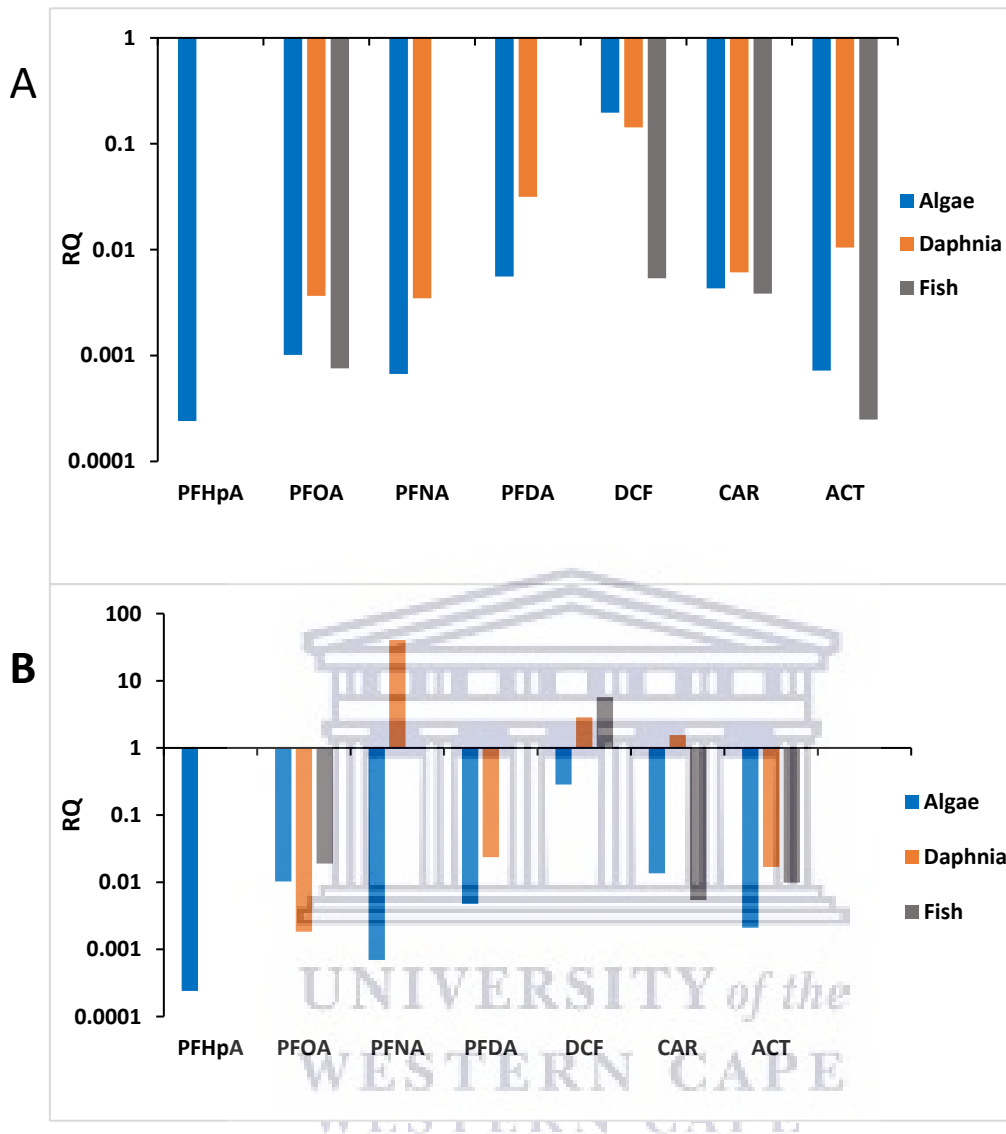 A
1
0.1
0.01
0.001
0.0001
RQ
PFHpA PFOA PFNA PFDA DCF CAR ACT
Algae
Daphnia
Fish
B
100
10
1
0.1
0.01
0.001
0.0001
RQ
PFHpA PFOA PFNA PFDA DCF CAR ACT
Algae
Daphnia
Fish
UNIVERSITY of the
WESTERN CAPE
WESTERN CAPE